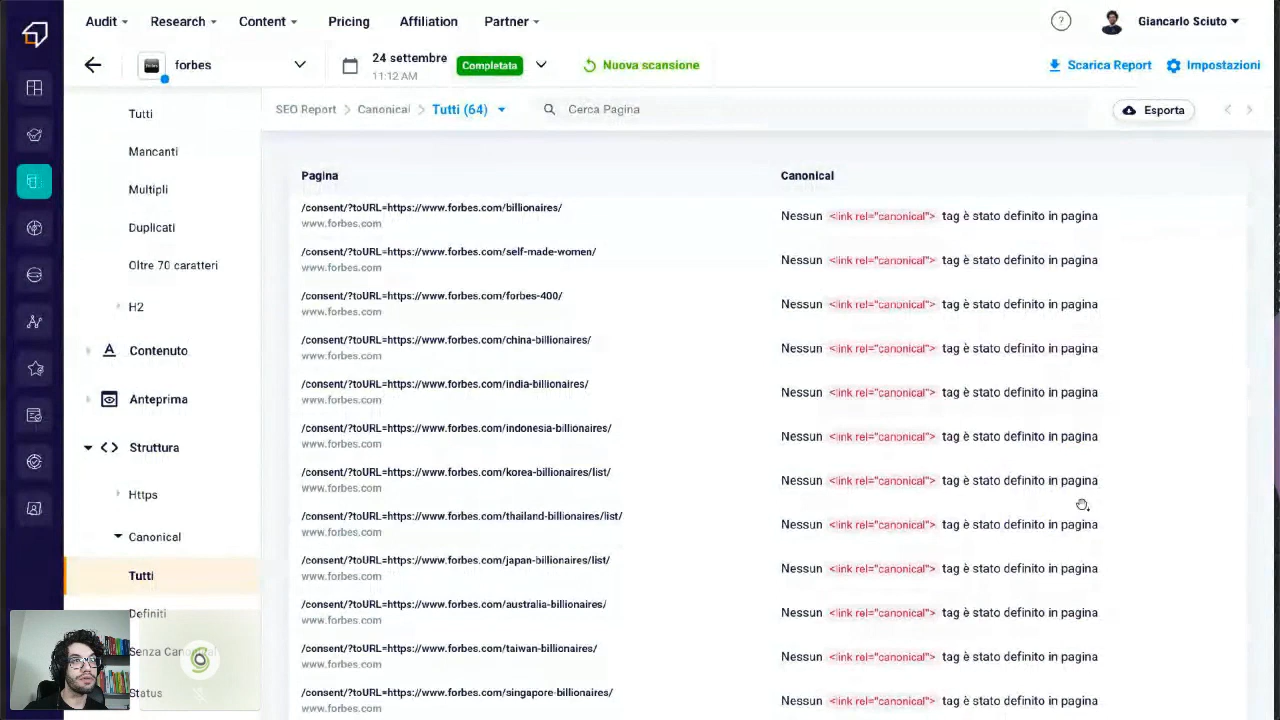 Audit Research Content Pricing Affiliation Partner ? Giancarlo Sciuto
forbes 24 settembre Completata Nuova scansione Scarica Report Impostazioni
11:12 AM
SEO Report > Canonical > Tutti (64) Cerca Pagina Esporta
Tutti
Mancanti
Multipli
Duplicati
Oltre 70 caratteri
H2
Contenuto
Anteprima
Struttura
Https
Canonical
Tutti
Definiti
Senza Canonical
Status
Pagina Canonical
/consent/?toURL=https://www.forbes.com/billionaires/
www.forbes.com
Nessun <link rel="canonical"> tag è stato definito in pagina
/consent/?toURL=https://www.forbes.com/self-made-women/
www.forbes.com
Nessun <link rel="canonical"> tag è stato definito in pagina
/consent/?toURL=https://www.forbes.com/forbes-400/
www.forbes.com
Nessun <link rel="canonical"> tag è stato definito in pagina
/consent/?toURL=https://www.forbes.com/china-billionaires/
www.forbes.com
Nessun <link rel="canonical"> tag è stato definito in pagina
/consent/?toURL=https://www.forbes.com/india-billionaires/
www.forbes.com
Nessun <link rel="canonical"> tag è stato definito in pagina
/consent/?toURL=https://www.forbes.com/indonesia-billionaires/
www.forbes.com
Nessun <link rel="canonical"> tag è stato definito in pagina
/consent/?toURL=https://www.forbes.com/korea-billionaires/list/
www.forbes.com
Nessun <link rel="canonical"> tag è stato definito in pagina
/consent/?toURL=https://www.forbes.com/thailand-billionaires/list/
www.forbes.com
Nessun <link rel="canonical"> tag è stato definito in pagina
/consent/?toURL=https://www.forbes.com/japan-billionaires/list/
www.forbes.com
Nessun <link rel="canonical"> tag è stato definito in pagina
/consent/?toURL=https://www.forbes.com/australia-billionaires/
www.forbes.com
Nessun <link rel="canonical"> tag è stato definito in pagina
/consent/?toURL=https://www.forbes.com/taiwan-billionaires/
www.forbes.com
Nessun <link rel="canonical"> tag è stato definito in pagina
/consent/?toURL=https://www.forbes.com/singapore-billionaires/
www.forbes.com
Nessun <link rel="canonical"> tag è stato definito in pagina